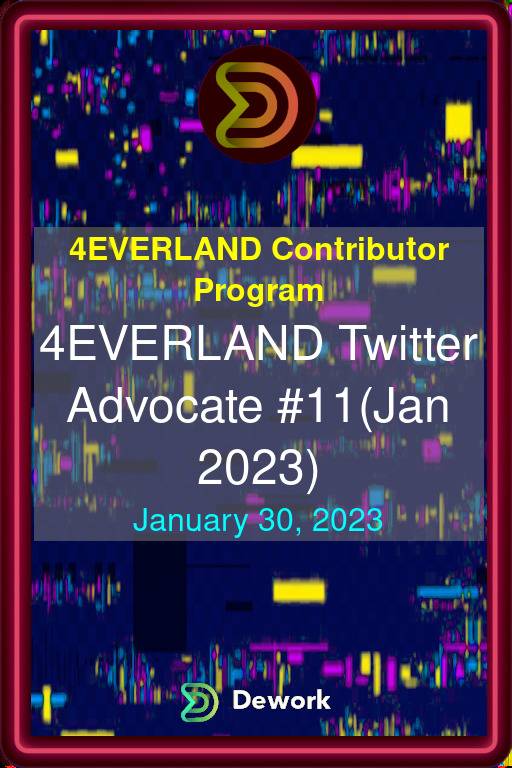 4EVERLAND Contributor
Program
4EVERLAND Twitter
Advocate #11(Jan
2023)
January 30, 2023
Dework